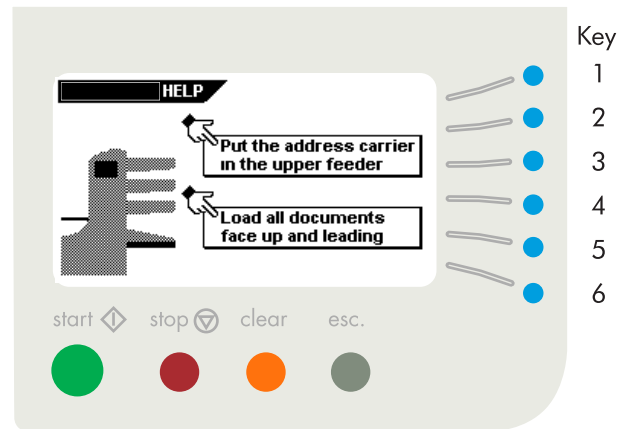 Key
HELP
1
2
Put the address carrier
in the upper feeder
3
4
Load all documents
face up and leading
5
6
start stop clear esc.